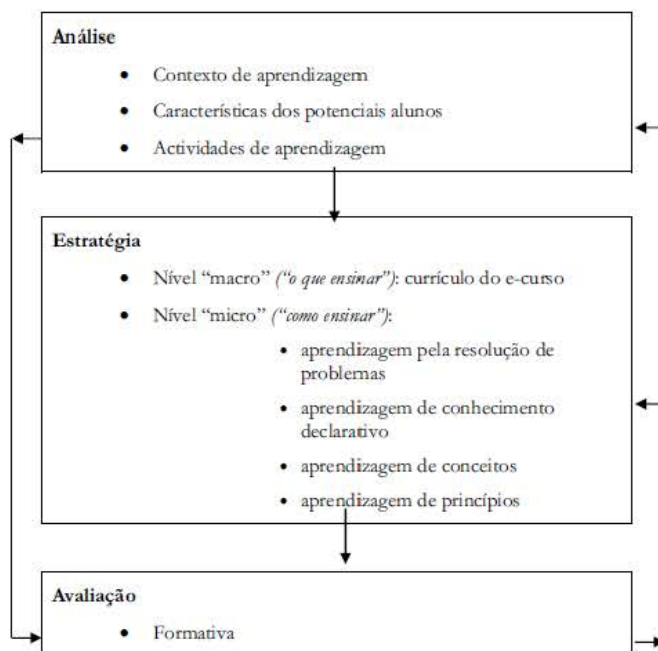 Análise
• Contexto de aprendizagem
• Características dos potenciais alunos
• Actividades de aprendizagem
Estratégia
• Nível “macro” (“o que ensinar”): currículo do e-curso
• Nível “micro” (“como ensinar”):
• aprendizagem pela resolução de
problemas
• aprendizagem de conhecimento
declarativo
• aprendizagem de conceitos
• aprendizagem de princípios
Avaliação
• Formativa